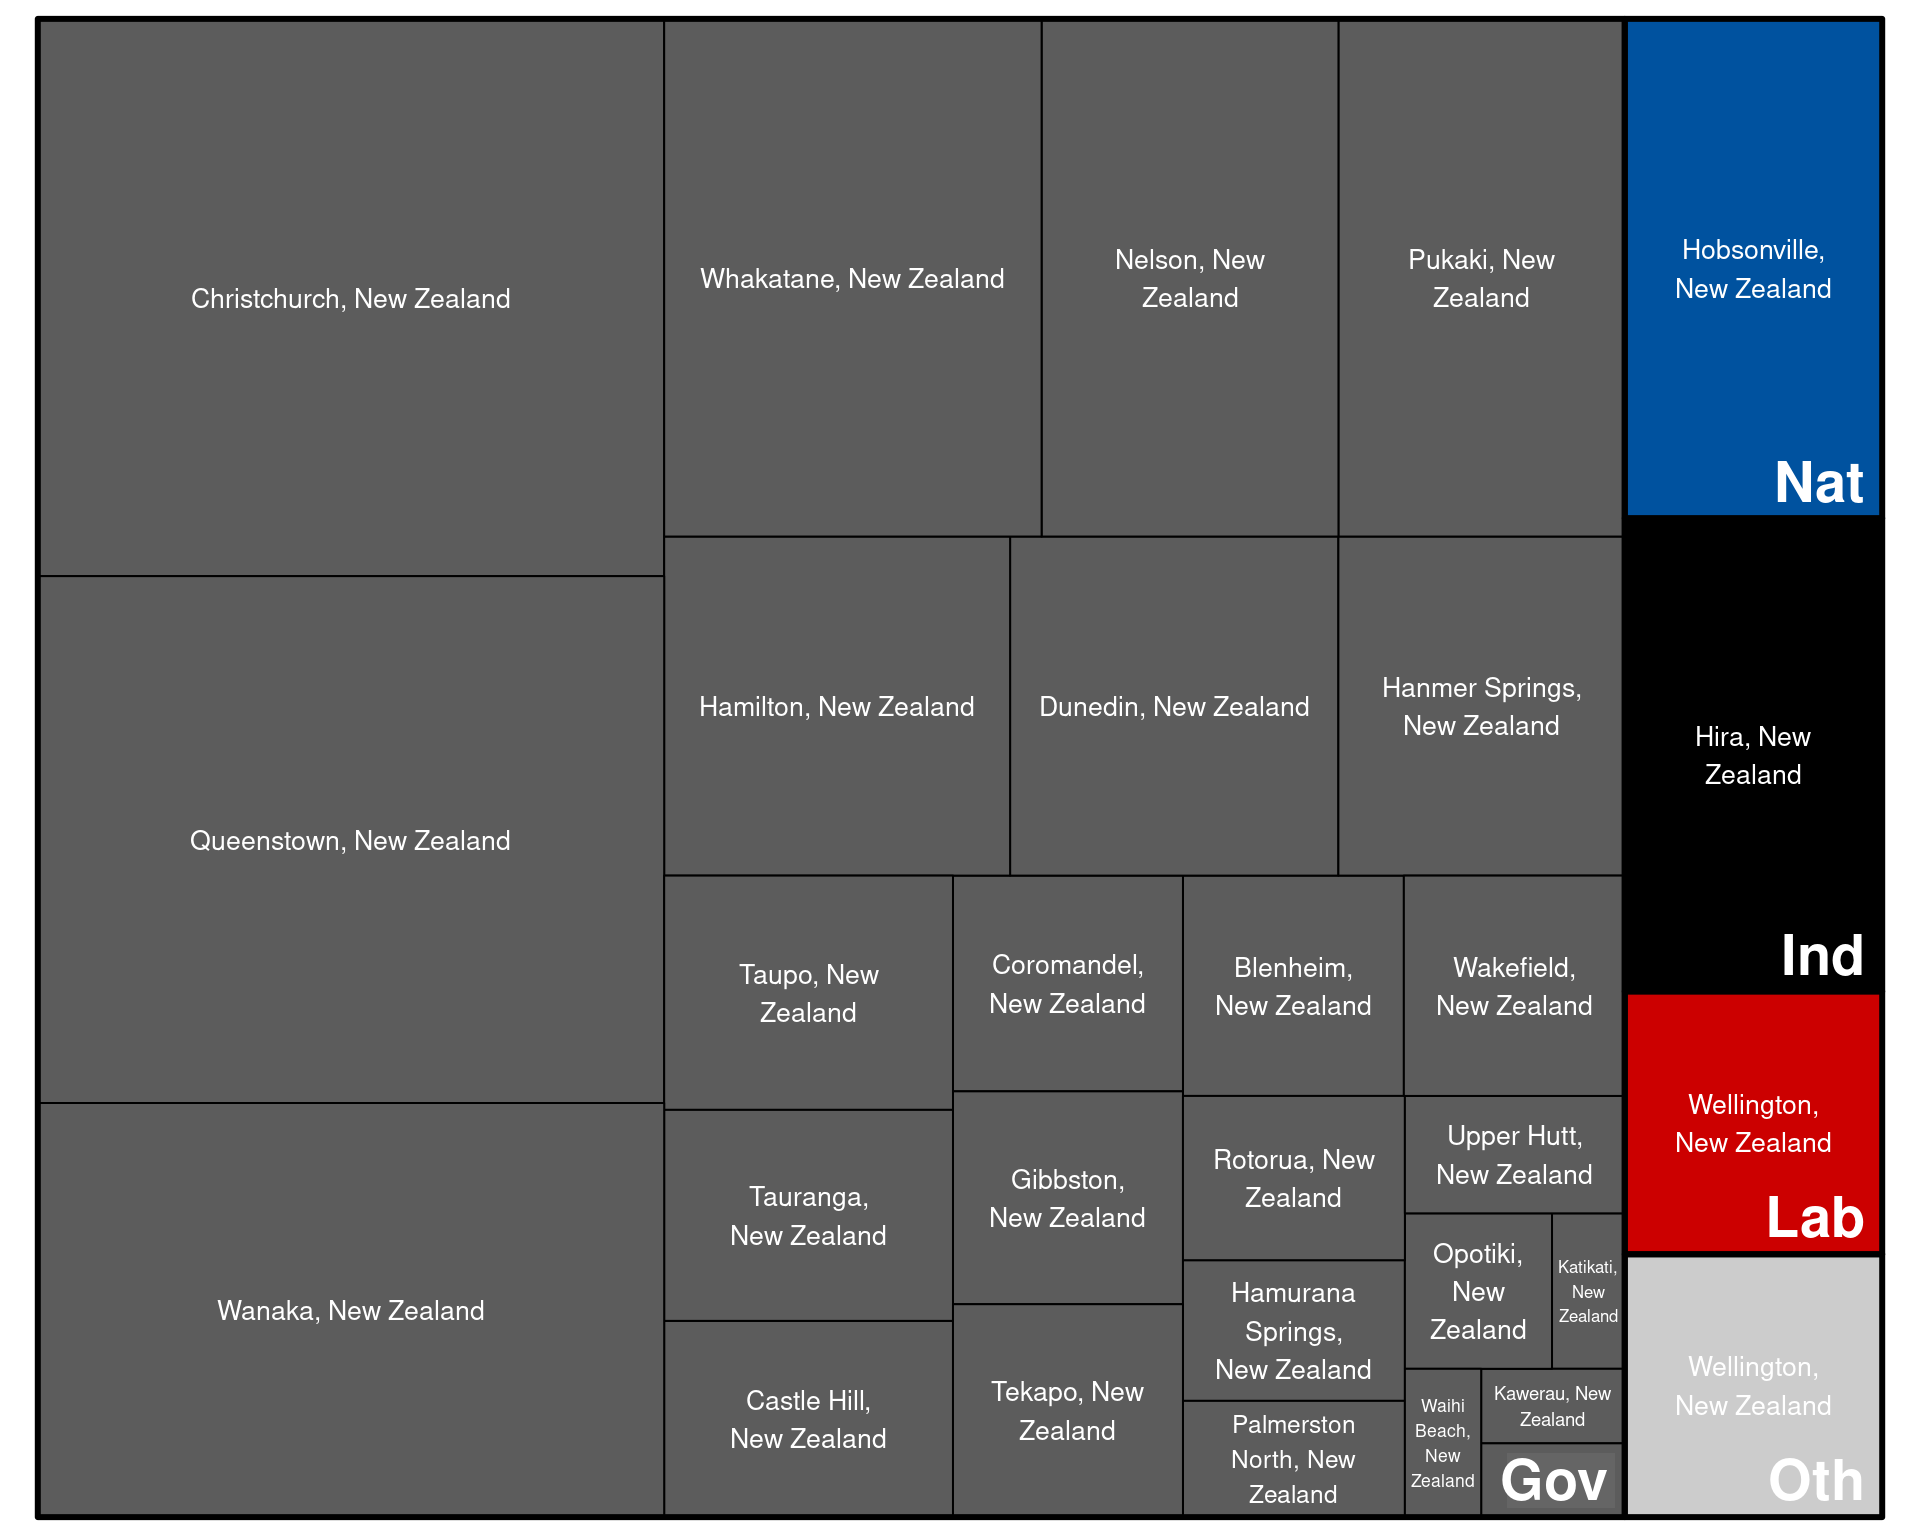 Christchurch, New Zealand
Queenstown, New Zealand
Wanaka, New Zealand
Whakatane, New Zealand
Nelson, New
Zealand
Pukaki, New
Zealand
Hamilton, New Zealand
Dunedin, New Zealand
Hanmer Springs,
New Zealand
Taupo, New
Zealand
Tauranga,
New Zealand
Castle Hill,
New Zealand
Coromandel,
New Zealand
Gibbston,
New Zealand
Tekapo, New
Zealand
Blenheim,
New Zealand
Wakefield,
New Zealand
Rotorua, New
Zealand
Hamurana
Springs,
New Zealand
Palmerston
North, New
Zealand
Upper Hutt,
New Zealand
Opotiki,
New
Zealand
Katikati,
New
Zealand
Waihi
Beach,
New
Zealand
Kawerau, New
Zealand
Gov
Hobsonville,
New Zealand
Nat
Hira, New
Zealand
Ind
Wellington,
New Zealand
Lab
Wellington,
New Zealand
Oth